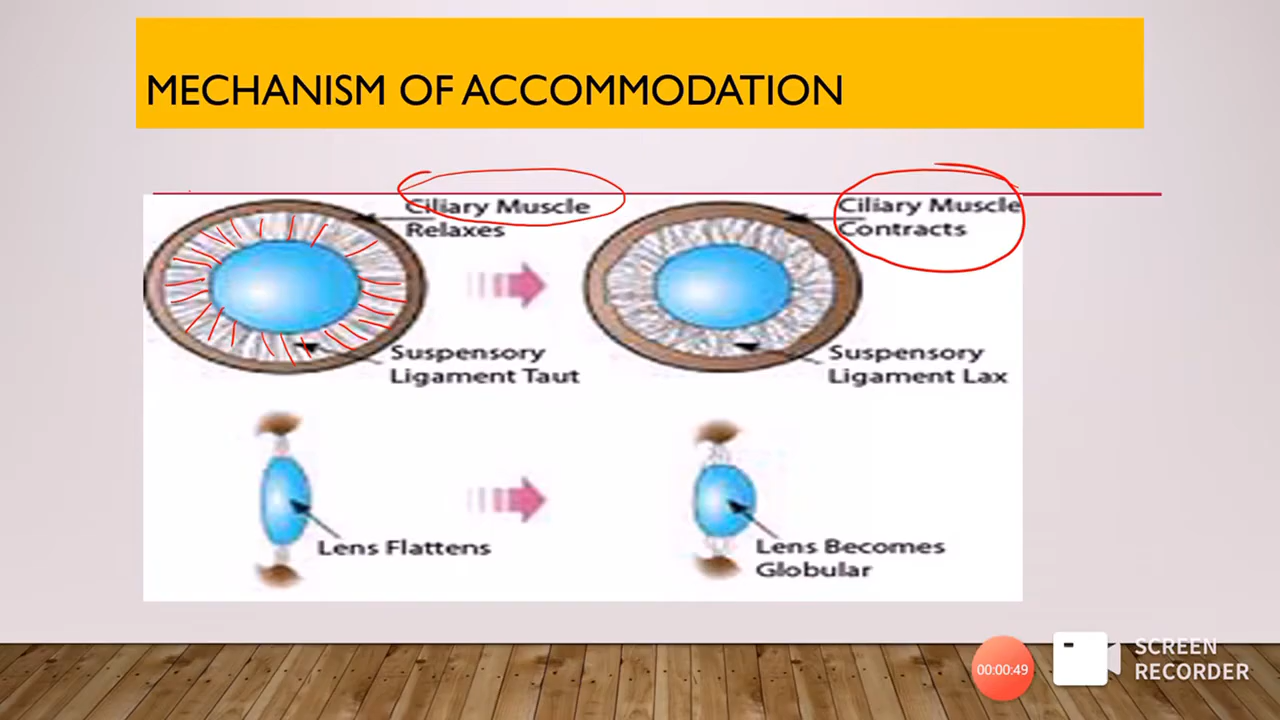 MECHANISM OF ACCOMMODATION
Ciliary Muscle
Relaxes
Ciliary Muscle
Contracts
Suspensory
Ligament Taut
Suspensory
Ligament Lax
Lens Flattens
Lens Becomes
Globular
00:00:49
SCREEN
RECORDER